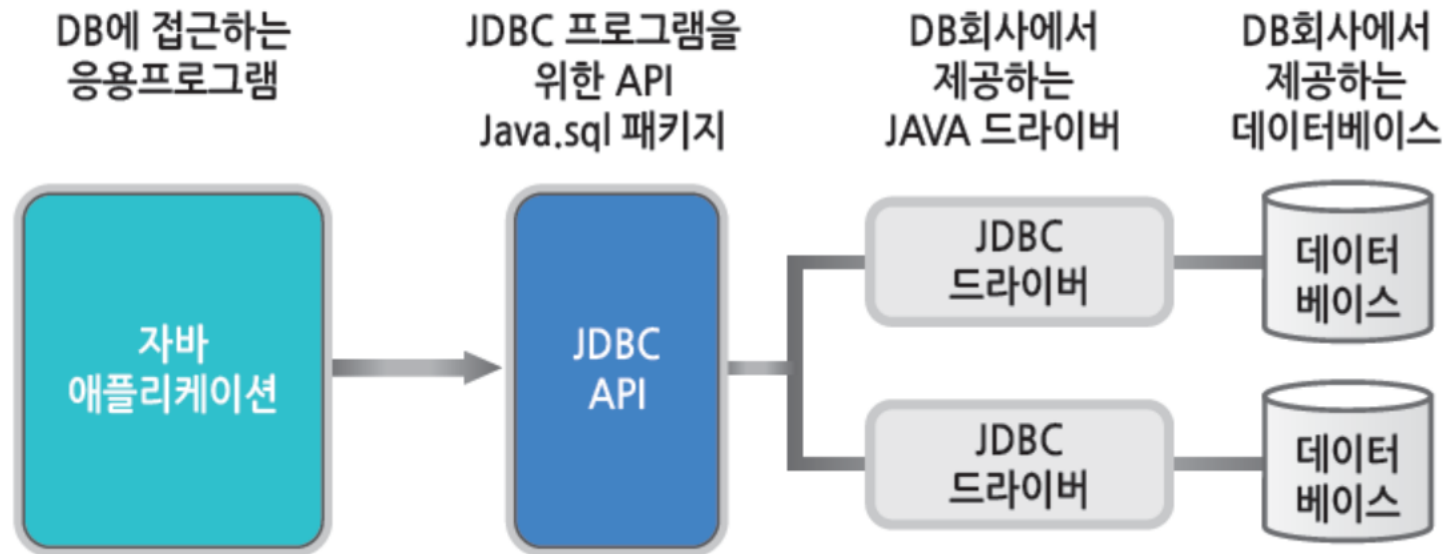 DB에 접근하는
응용프로그램
JDBC 프로그램을
위한 API
Java.sql 패키지
DB회사에서
제공하는
JAVA 드라이버
DB회사에서
제공하는
데이터베이스
자바
애플리케이션
JDBC
API
JDBC
드라이버
데이터
베이스
JDBC
드라이버
데이터
베이스